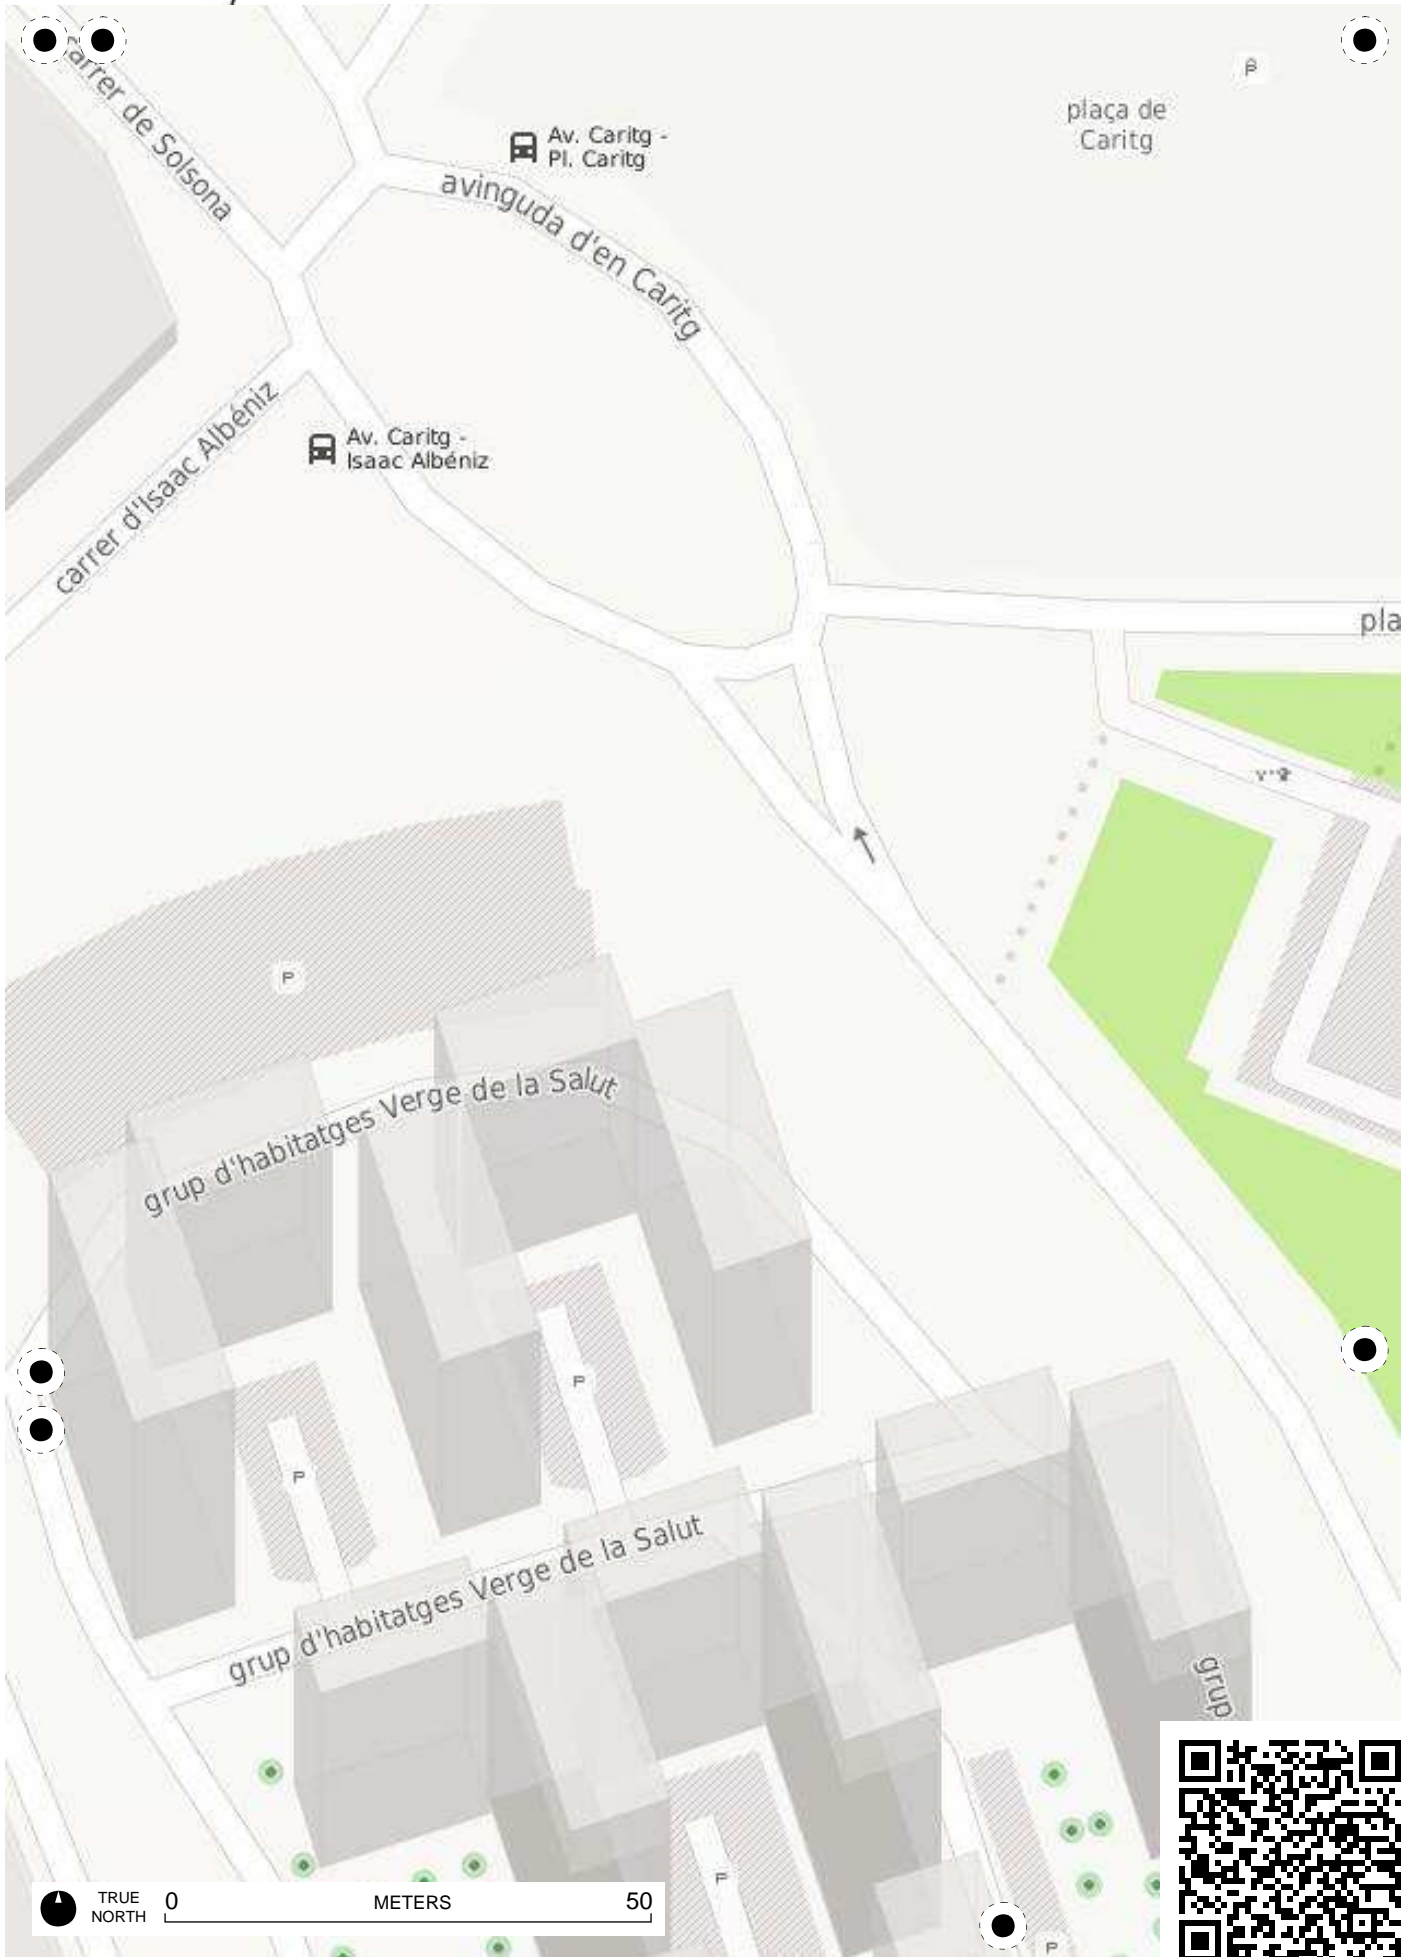 carrer de Solsona
P
plaça de
Caritg
Av. Caritg -
Pl. Caritg
avinguda d'en Caritg
carrer d'Isaac Albéniz
Av. Caritg -
Isaac Albéniz
pla
P
grup d'habitatges Verge de la Salut
P
P
grup d'habitatges Verge de la Salut
grup
P
P
TRUE
NORTH
0
METERS
50